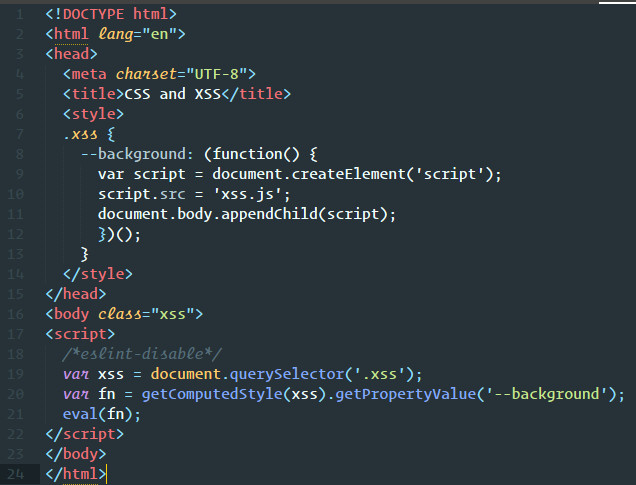 1 <!DOCTYPE html>
2 <html lang="en">
3 <head>
4   <meta charset="UTF-8">
5   <title>CSS and XSS</title>
6   <style>
7   .xss {
8     --background: (function() {
9       var script = document.createElement('script');
10       script.src = 'xss.js';
11       document.body.appendChild(script);
12       })();
13     }
14   </style>
15 </head>
16 <body class="xss">
17 <script>
18   /*eslint-disable*/
19   var xss = document.querySelector('.xss');
20   var fn = getComputedStyle(xss).getPropertyValue('--background');
21   eval(fn);
22 </script>
23 </body>
24 </html>